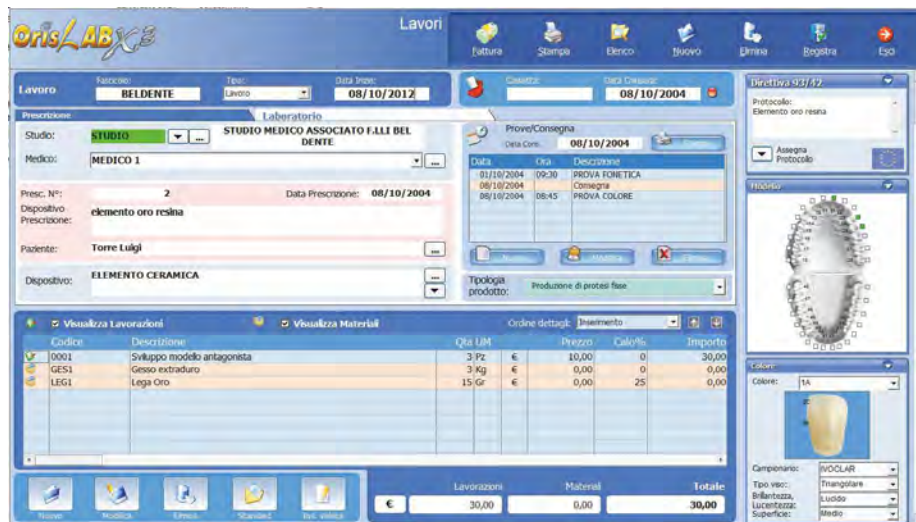 OrisLABX3
Lavori
Fattura Stampa Elenco Nuovo Elimina Registra Esci
Lavoro
Fascicolo: Tipo: Data Inizio:
BELDENTE Lavoro 08/10/2012
08/10/2004
Prescrizione Laboratorio
Studio: STUDIO ... STUDIO MEDICO ASSOCIATO F.LLI BEL
DENTE
Medico: MEDICO 1 ...
Presc. N°: 2 Data Prescrizione: 08/10/2004
Dispositivo
Prescrizione: elemento oro resina
Paziente: Torre Luigi ...
Dispositivo: ELEMENTO CERAMICA ...
Prove/Consegna
Data Con. 08/10/2004
Data Ora Descrizione
01/10/2004 09:30 PROVA FONETICA
08/10/2004 Consegna
08/10/2004 08:45 PROVA COLORE
Modifica
Tipologia
prodotto: Produzione di protesi fisse
Visualizza Lavorazioni Visualizza Materiali Ordine dettagli: Inserimento
Codice Descrizione Qta UM Prezzo Calo% Importo
0001 Sviluppo modello antagonista 3 Pz € 10,00 0 30,00
GES1 Gesso extraduro 3 Kg € 0,00 0 0,00
LEG1 Lega Oro 15 Gr € 0,00 25 0,00
Nuovo Modifica Elimina Standard
Lavorazioni Materiali Totale
€ 30,00 0,00 30,00
Direttiva 93/42
Protocollo:
Elemento oro resina
Assegna
Protocollo
Modello
Colore
Colore: 1A
Campionario: IVOCLAR
Tipo viso: Triangolare
Brillantezza,
Lucentezza: Lucido
Superficie: Medio